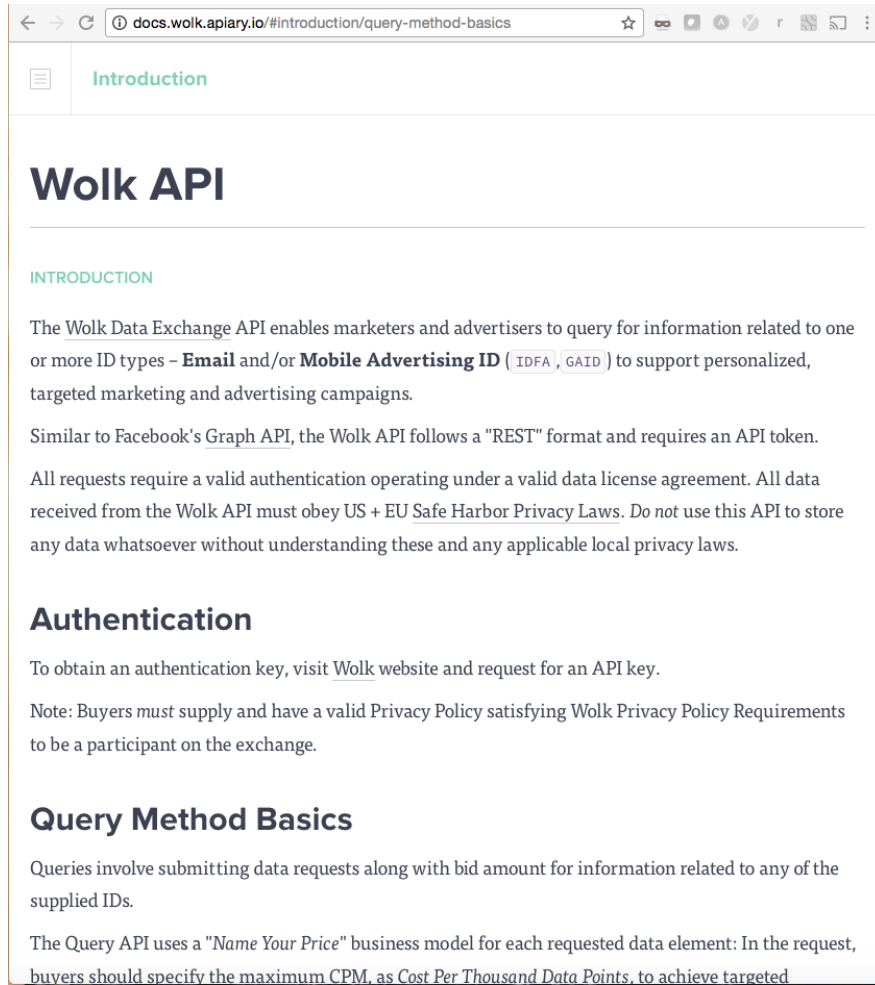 docs.wolk.apiary.io/#introduction/query-method-basics
Introduction
Wolk API
INTRODUCTION
The Wolk Data Exchange API enables marketers and advertisers to query for information related to one
or more ID types – Email and/or Mobile Advertising ID ( IDFA , GAID ) to support personalized,
targeted marketing and advertising campaigns.
Similar to Facebook's Graph API, the Wolk API follows a "REST" format and requires an API token.
All requests require a valid authentication operating under a valid data license agreement. All data
received from the Wolk API must obey US + EU Safe Harbor Privacy Laws. Do not use this API to store
any data whatsoever without understanding these and any applicable local privacy laws.
Authentication
To obtain an authentication key, visit Wolk website and request for an API key.
Note: Buyers must supply and have a valid Privacy Policy satisfying Wolk Privacy Policy Requirements
to be a participant on the exchange.
Query Method Basics
Queries involve submitting data requests along with bid amount for information related to any of the
supplied IDs.
The Query API uses a "Name Your Price" business model for each requested data element: In the request,
buyers should specify the maximum CPM, as Cost Per Thousand Data Points, to achieve targeted